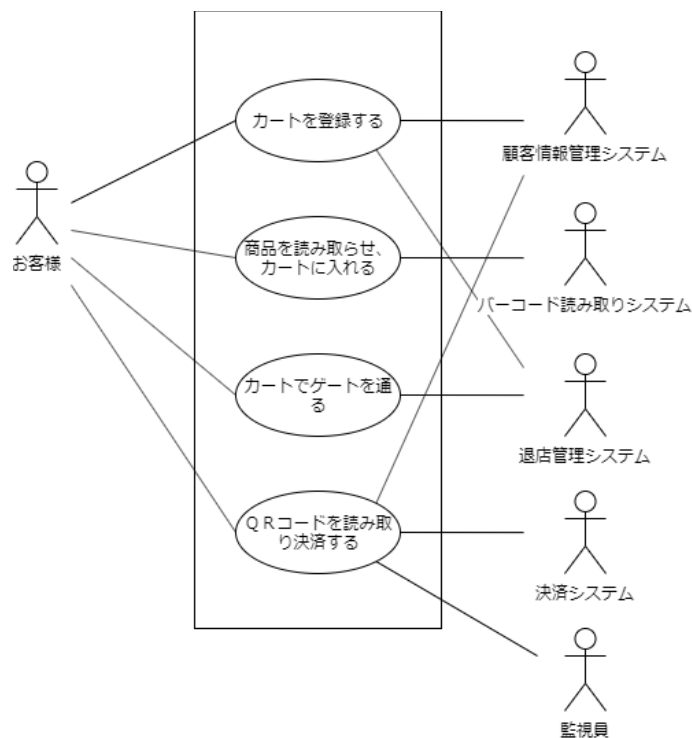 カートを登録する
顧客情報管理システム
お客様
商品を読み取らせ、
カートに入れる
バーコード読み取りシステム
カートでゲートを通
る
退店管理システム
ＱＲコードを読み取
り決済する
決済システム
監視員